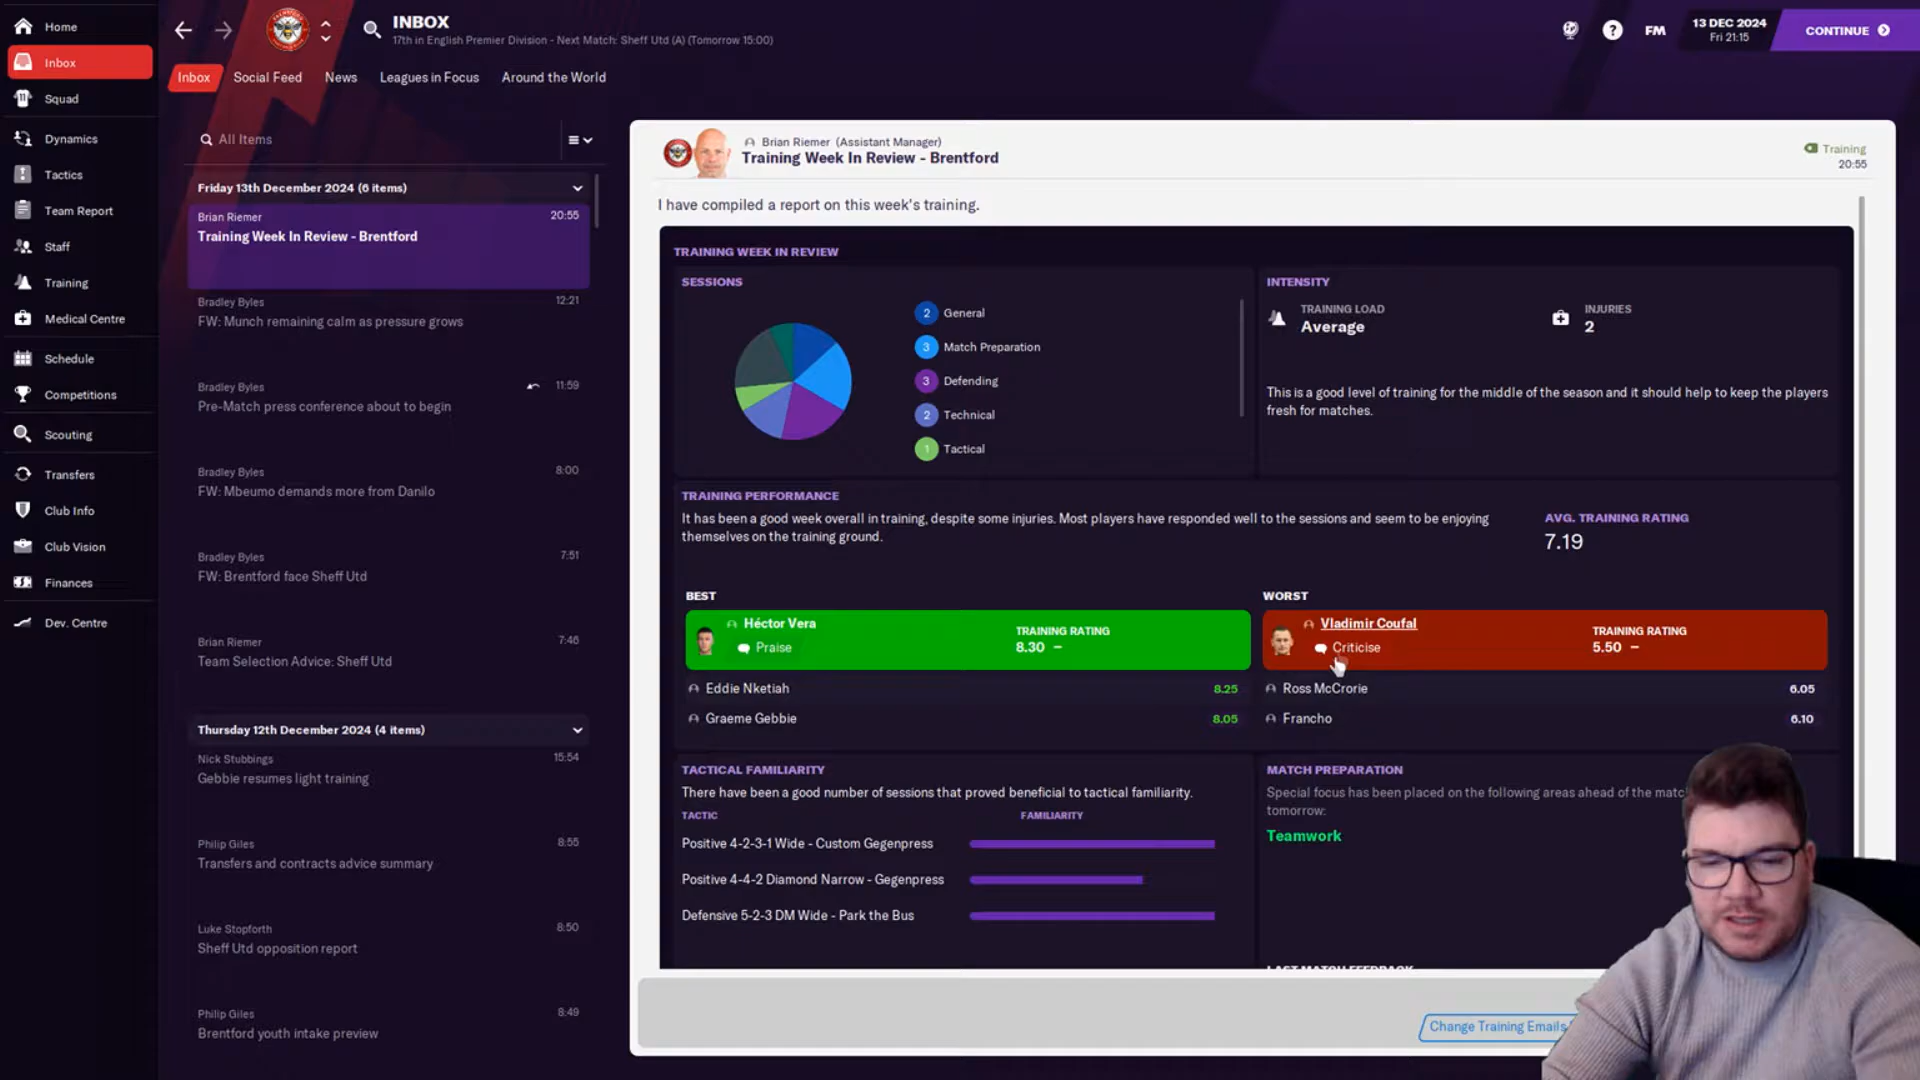 Home
Inbox
Squad
Dynamics
Tactics
Team Report
Staff
Training
Medical Centre
Schedule
Competitions
Scouting
Transfers
Club Info
Club Vision
Finances
Dev. Centre
INBOX
17th in English Premier Division - Next Match: Sheff Utd (A) (Tomorrow 15:00)
FM
13 DEC 2024
Fri 21:15
CONTINUE
Inbox
Social Feed
News
Leagues in Focus
Around the World
All Items
Friday 13th December 2024 (6 items)
Brian Riemer 20:55
Training Week In Review - Brentford
Bradley Byles 12:21
FW: Munch remaining calm as pressure grows
Bradley Byles 11:59
Pre-Match press conference about to begin
Bradley Byles 8:00
FW: Mbeumo demands more from Danilo
Bradley Byles 7:51
FW: Brentford face Sheff Utd
Brian Riemer 7:46
Team Selection Advice: Sheff Utd
Thursday 12th December 2024 (4 items)
Nick Stubbings 15:54
Gebbie resumes light training
Philip Giles 8:55
Transfers and contracts advice summary
Luke Stopforth 8:50
Sheff Utd opposition report
Philip Giles 8:49
Brentford youth intake preview
Brian Riemer (Assistant Manager)
Training Week In Review - Brentford
Training
20:55
I have compiled a report on this week's training.
TRAINING WEEK IN REVIEW
SESSIONS
2 General
3 Match Preparation
3 Defending
2 Technical
1 Tactical
INTENSITY
TRAINING LOAD
Average
INJURIES
2
This is a good level of training for the middle of the season and it should help to keep the players
fresh for matches.
TRAINING PERFORMANCE
It has been a good week overall in training, despite some injuries. Most players have responded well to the sessions and seem to be enjoying
themselves on the training ground.
AVG. TRAINING RATING
7.19
BEST
Héctor Vera
Praise
TRAINING RATING
8.30 -
Eddie Nketiah 8.25
Graeme Gebbie 8.05
WORST
Vladimir Coufal
Criticise
TRAINING RATING
5.50 -
Ross McCrorie 6.05
Francho 6.10
TACTICAL FAMILIARITY
There have been a good number of sessions that proved beneficial to tactical familiarity.
TACTIC FAMILIARITY
Positive 4-2-3-1 Wide - Custom Gegenpress
Positive 4-4-2 Diamond Narrow - Gegenpress
Defensive 5-2-3 DM Wide - Park the Bus
MATCH PREPARATION
Special focus has been placed on the following areas ahead of the
tomorrow:
Teamwork
LAST MATCH FEEDBACK
Change Training Emails